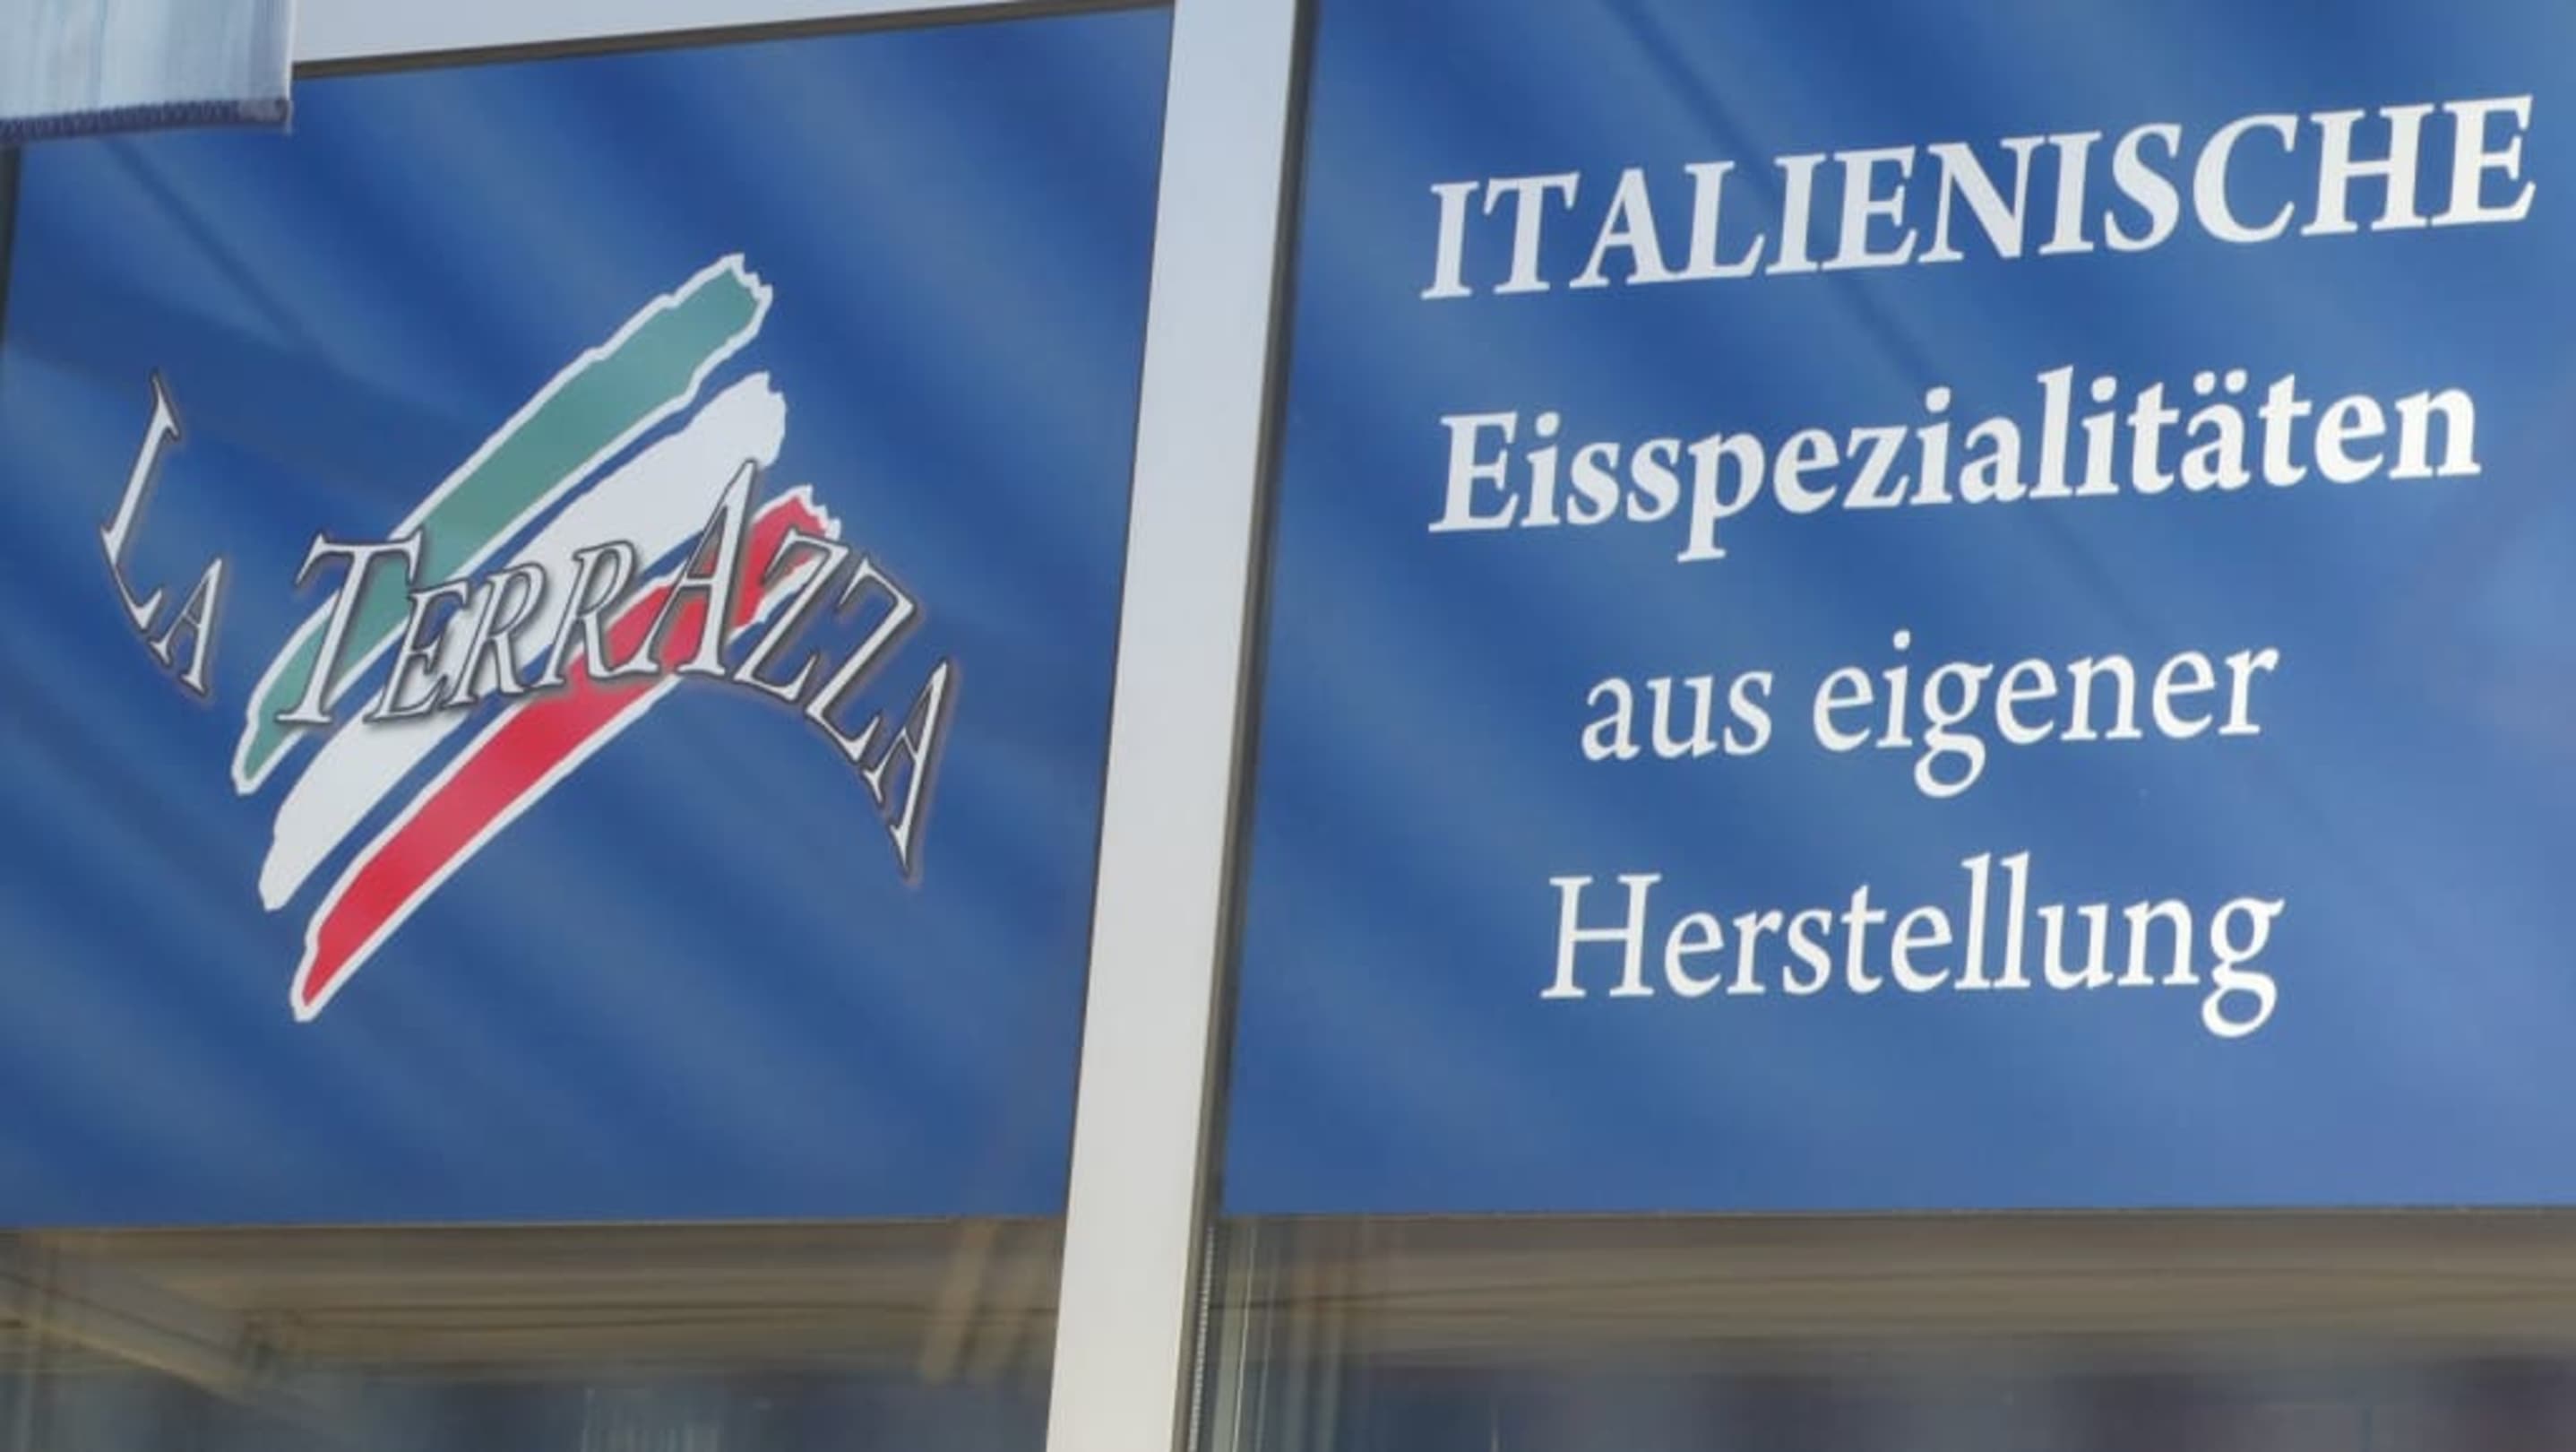 LA TERRAZZA
ITALIENISCHE
Eisspezialitäten
aus eigener
Herstellung